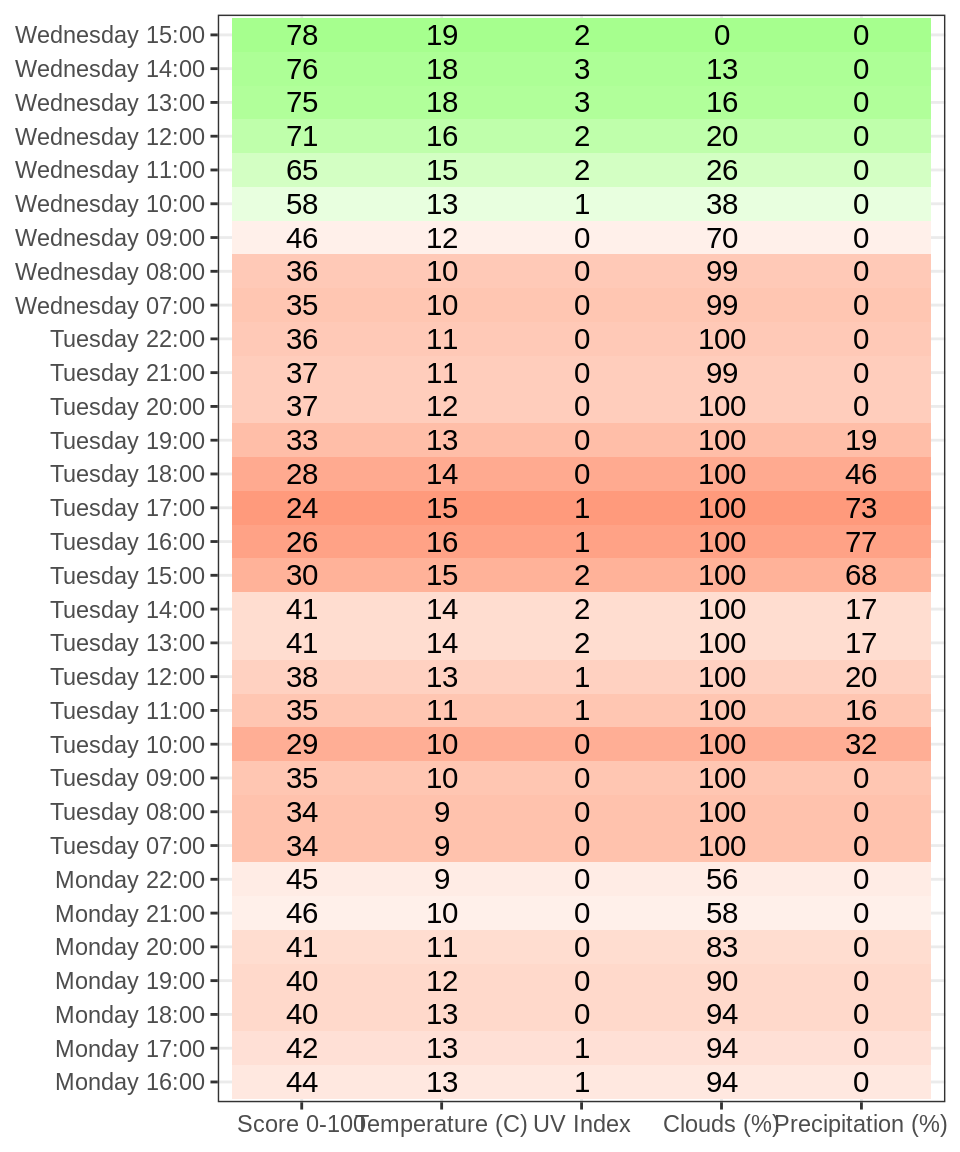 Wednesday 15:00 78 19 2 0 0
Wednesday 14:00 76 18 3 13 0
Wednesday 13:00 75 18 3 16 0
Wednesday 12:00 71 16 2 20 0
Wednesday 11:00 65 15 2 26 0
Wednesday 10:00 58 13 1 38 0
Wednesday 09:00 46 12 0 70 0
Wednesday 08:00 36 10 0 99 0
Wednesday 07:00 35 10 0 99 0
Tuesday 22:00 36 11 0 100 0
Tuesday 21:00 37 11 0 99 0
Tuesday 20:00 37 12 0 100 0
Tuesday 19:00 33 13 0 100 19
Tuesday 18:00 28 14 0 100 46
Tuesday 17:00 24 15 1 100 73
Tuesday 16:00 26 16 1 100 77
Tuesday 15:00 30 15 2 100 68
Tuesday 14:00 41 14 2 100 17
Tuesday 13:00 41 14 2 100 17
Tuesday 12:00 38 13 1 100 20
Tuesday 11:00 35 11 1 100 16
Tuesday 10:00 29 10 0 100 32
Tuesday 09:00 35 10 0 100 0
Tuesday 08:00 34 9 0 100 0
Tuesday 07:00 34 9 0 100 0
Monday 22:00 45 9 0 56 0
Monday 21:00 46 10 0 58 0
Monday 20:00 41 11 0 83 0
Monday 19:00 40 12 0 90 0
Monday 18:00 40 13 0 94 0
Monday 17:00 42 13 1 94 0
Monday 16:00 44 13 1 94 0
Score 0-100 Temperature (C) UV Index Clouds (%) Precipitation (%)